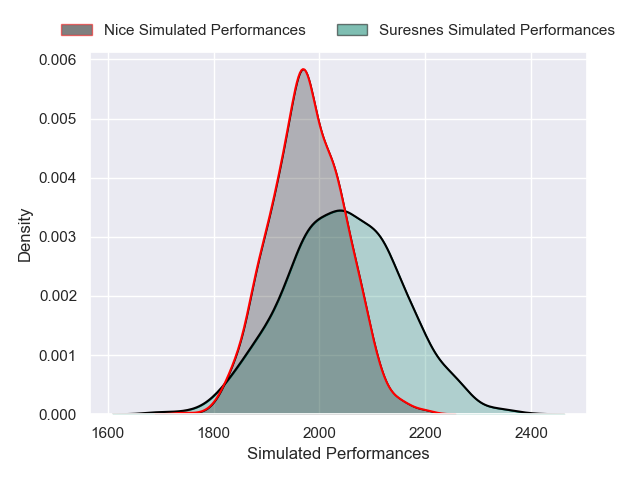 Nice Simulated Performances Suresnes Simulated Performances
0.006
0.005
0.004
0.003
0.002
0.001
0.000
Density
1600 1800 2000 2200 2400
Simulated Performances